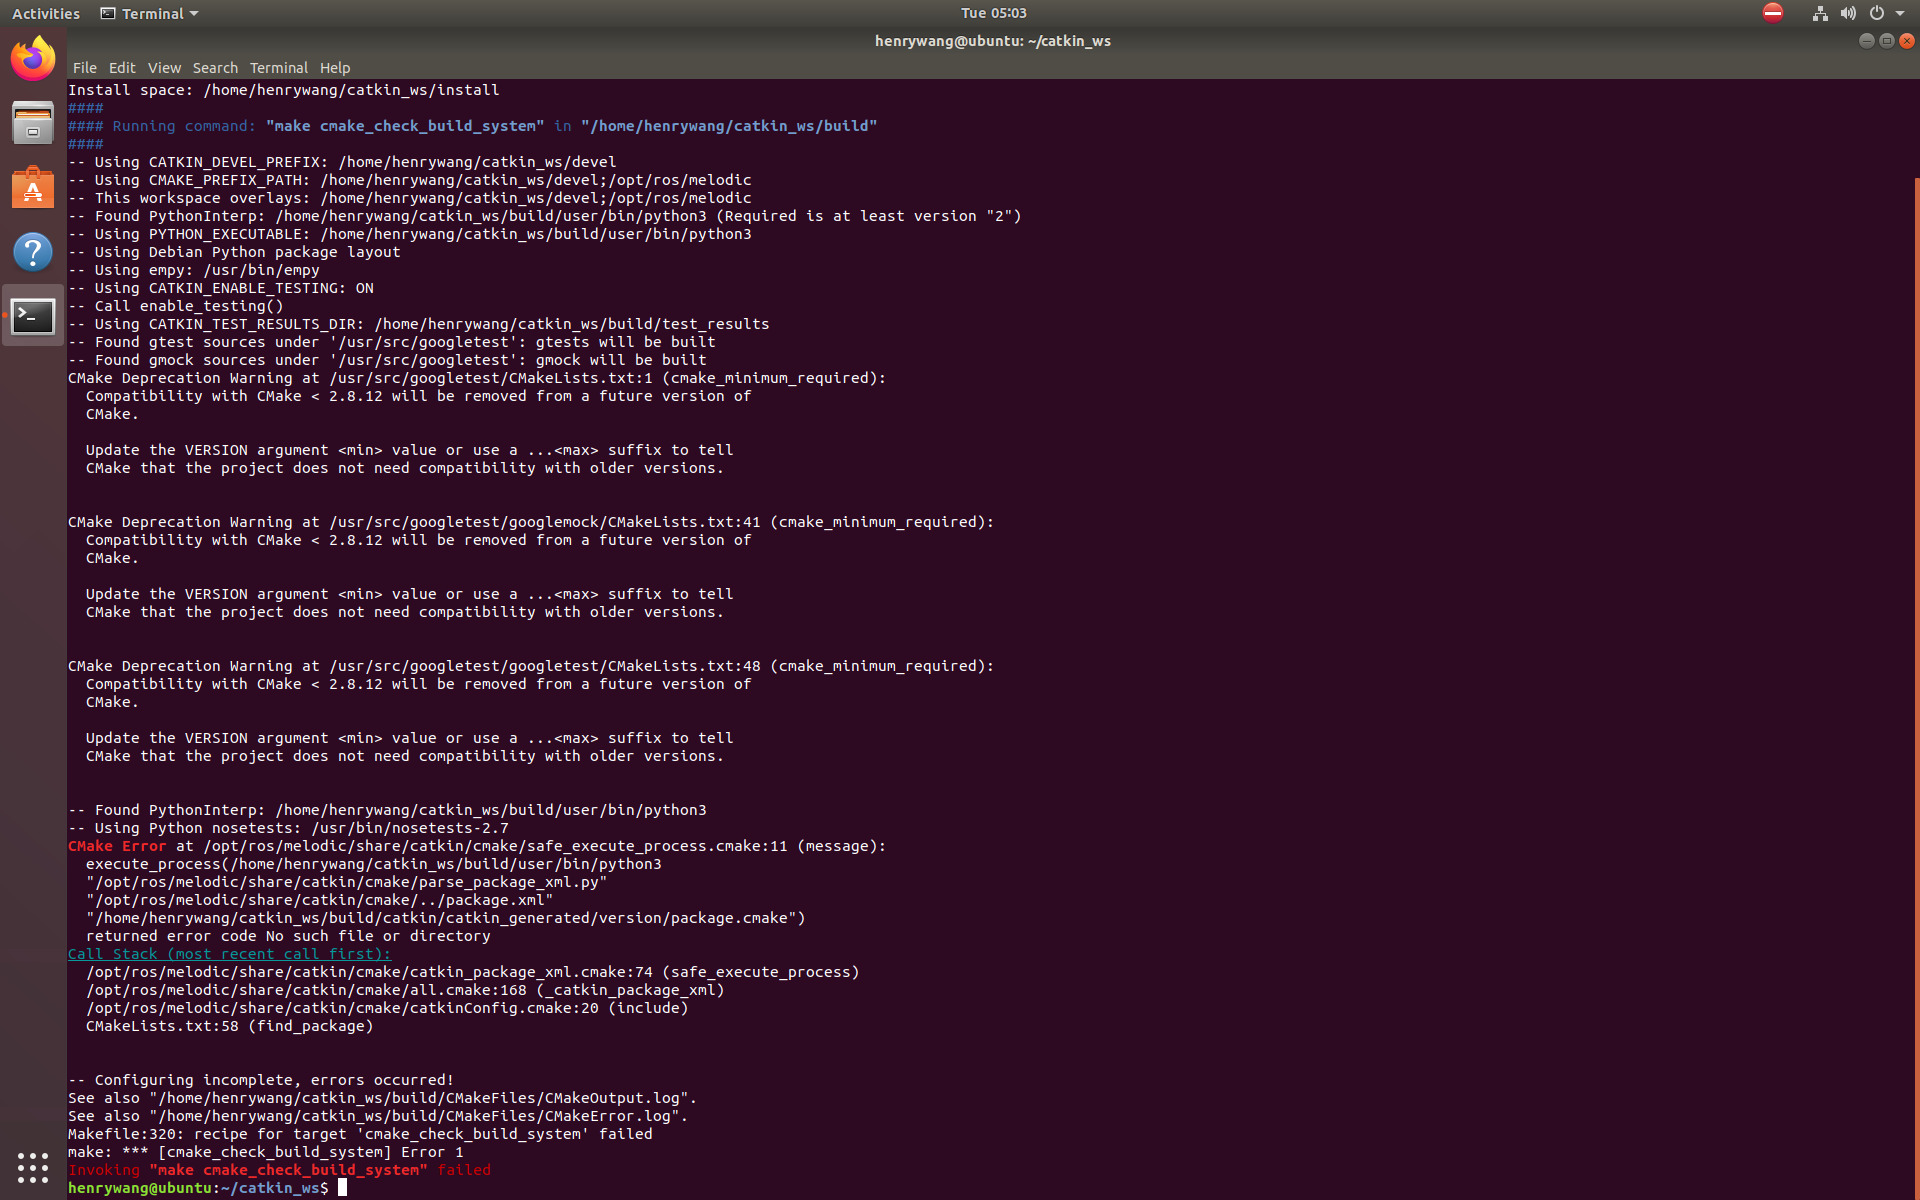 Activities Terminal Tue 05:03
henrywang@ubuntu: ~/catkin_ws
File Edit View Search Terminal Help
Install space: /home/henrywang/catkin_ws/install
####
#### Running command: "make cmake_check_build_system" in "/home/henrywang/catkin_ws/build"
####
-- Using CATKIN_DEVEL_PREFIX: /home/henrywang/catkin_ws/devel
-- Using CMAKE_PREFIX_PATH: /home/henrywang/catkin_ws/devel;/opt/ros/melodic
-- This workspace overlays: /home/henrywang/catkin_ws/devel;/opt/ros/melodic
-- Found PythonInterp: /home/henrywang/catkin_ws/build/user/bin/python3 (Required is at least version "2")
-- Using PYTHON_EXECUTABLE: /home/henrywang/catkin_ws/build/user/bin/python3
-- Using Debian Python package layout
-- Using empy: /usr/bin/empy
-- Using CATKIN_ENABLE_TESTING: ON
-- Call enable_testing()
-- Using CATKIN_TEST_RESULTS_DIR: /home/henrywang/catkin_ws/build/test_results
-- Found gtest sources under '/usr/src/googletest': gtests will be built
-- Found gmock sources under '/usr/src/googletest': gmock will be built
CMake Deprecation Warning at /usr/src/googletest/CMakeLists.txt:1 (cmake_minimum_required):
  Compatibility with CMake < 2.8.12 will be removed from a future version of
  CMake.
  Update the VERSION argument <min> value or use a ...<max> suffix to tell
  CMake that the project does not need compatibility with older versions.
CMake Deprecation Warning at /usr/src/googletest/googlemock/CMakeLists.txt:41 (cmake_minimum_required):
  Compatibility with CMake < 2.8.12 will be removed from a future version of
  CMake.
  Update the VERSION argument <min> value or use a ...<max> suffix to tell
  CMake that the project does not need compatibility with older versions.
CMake Deprecation Warning at /usr/src/googletest/googletest/CMakeLists.txt:48 (cmake_minimum_required):
  Compatibility with CMake < 2.8.12 will be removed from a future version of
  CMake.
  Update the VERSION argument <min> value or use a ...<max> suffix to tell
  CMake that the project does not need compatibility with older versions.
-- Found PythonInterp: /home/henrywang/catkin_ws/build/user/bin/python3
-- Using Python nosetests: /usr/bin/nosetests-2.7
CMake Error at /opt/ros/melodic/share/catkin/cmake/safe_execute_process.cmake:11 (message):
  execute_process(/home/henrywang/catkin_ws/build/user/bin/python3
  "/opt/ros/melodic/share/catkin/cmake/parse_package_xml.py"
  "/opt/ros/melodic/share/catkin/cmake/../package.xml"
  "/home/henrywang/catkin_ws/build/catkin/catkin_generated/version/package.cmake")
  returned error code No such file or directory
Call Stack (most recent call first):
  /opt/ros/melodic/share/catkin/cmake/catkin_package_xml.cmake:74 (safe_execute_process)
  /opt/ros/melodic/share/catkin/cmake/all.cmake:168 (_catkin_package_xml)
  /opt/ros/melodic/share/catkin/cmake/catkinConfig.cmake:20 (include)
  CMakeLists.txt:58 (find_package)
-- Configuring incomplete, errors occurred!
See also "/home/henrywang/catkin_ws/build/CMakeFiles/CMakeOutput.log".
See also "/home/henrywang/catkin_ws/build/CMakeFiles/CMakeError.log".
Makefile:320: recipe for target 'cmake_check_build_system' failed
make: *** [cmake_check_build_system] Error 1
Invoking "make cmake_check_build_system" failed
henrywang@ubuntu:~/catkin_ws$